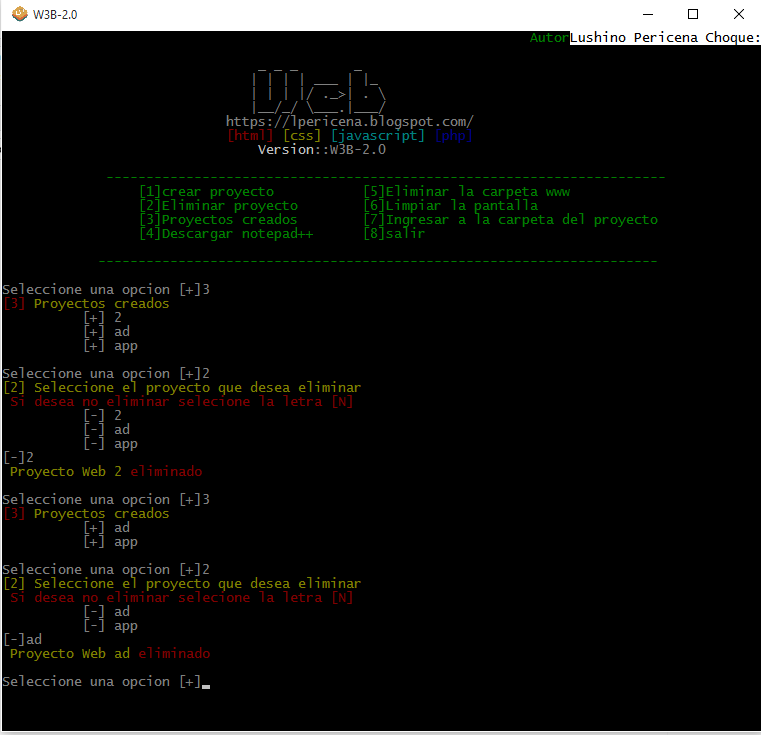 W3B-2.0
Autor Lushino Pericena Choque:
https://lpericena.blogspot.com/
[html] [css] [javascript] [php]
Version::W3B-2.0
----------------------------------------------------------------------
[1]crear proyecto [5]Eliminar la carpeta www
[2]Eliminar proyecto [6]Limpiar la pantalla
[3]Proyectos creados [7]Ingresar a la carpeta del proyecto
[4]Descargar notepad++ [8]salir
----------------------------------------------------------------------
Seleccione una opcion [+]3
[3] Proyectos creados
[+] 2
[+] ad
[+] app
Seleccione una opcion [+]2
[2] Seleccione el proyecto que desea eliminar
Si desea no eliminar selecione la letra [N]
[-] 2
[-] ad
[-] app
[-]2
Proyecto Web 2 eliminado
Seleccione una opcion [+]3
[3] Proyectos creados
[+] ad
[+] app
Seleccione una opcion [+]2
[2] Seleccione el proyecto que desea eliminar
Si desea no eliminar selecione la letra [N]
[-] ad
[-] app
[-]ad
Proyecto Web ad eliminado
Seleccione una opcion [+]